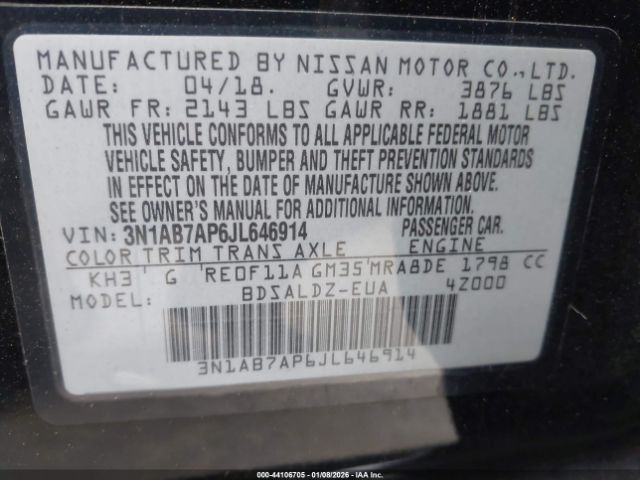 MANUFACTURED BY NISSAN MOTOR CO.,LTD.
DATE: 04/18. GVWR: 3876 LBS
GAWR FR: 2143 LBS GAWR RR: 1881 LBS
THIS VEHICLE CONFORMS TO ALL APPLICABLE FEDERAL MOTOR
VEHICLE SAFETY, BUMPER AND THEFT PREVENTION STANDARDS
IN EFFECT ON THE DATE OF MANUFACTURE SHOWN ABOVE.
SEE OWNER'S MANUAL FOR ADDITIONAL INFORMATION.
VIN: 3N1AB7AP6JL646914 PASSENGER CAR.
COLOR TRIM TRANS AXLE ENGINE
KH3 G RE0F11A GM35 MRA8DE 1798 CC
MODEL: BDSALDZ-EUA 4Z000
3N1AB7AP6JL646914
000-44106705 01/08/2026 - IAAI.COM